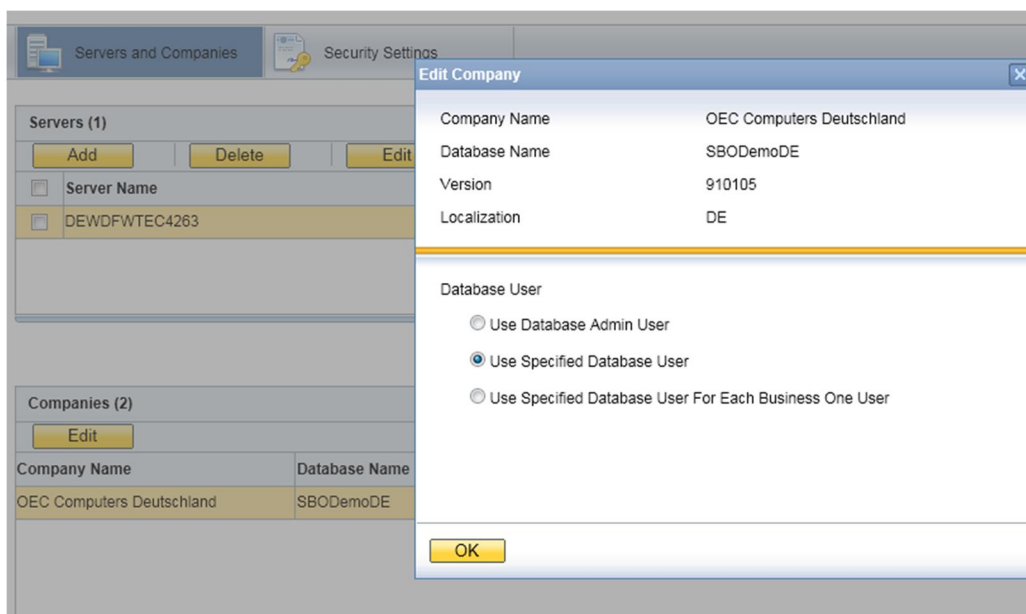 Servers and Companies
Security Settings
Edit Company
Company Name OEC Computers Deutschland
Database Name SBODemoDE
Version 910105
Localization DE
Database User
Use Database Admin User
Use Specified Database User
Use Specified Database User For Each Business One User
OK
Servers (1)
Add Delete Edit
Server Name
DEWDFWTEC4263
Companies (2)
Edit
Company Name Database Name
OEC Computers Deutschland SBODemoDE